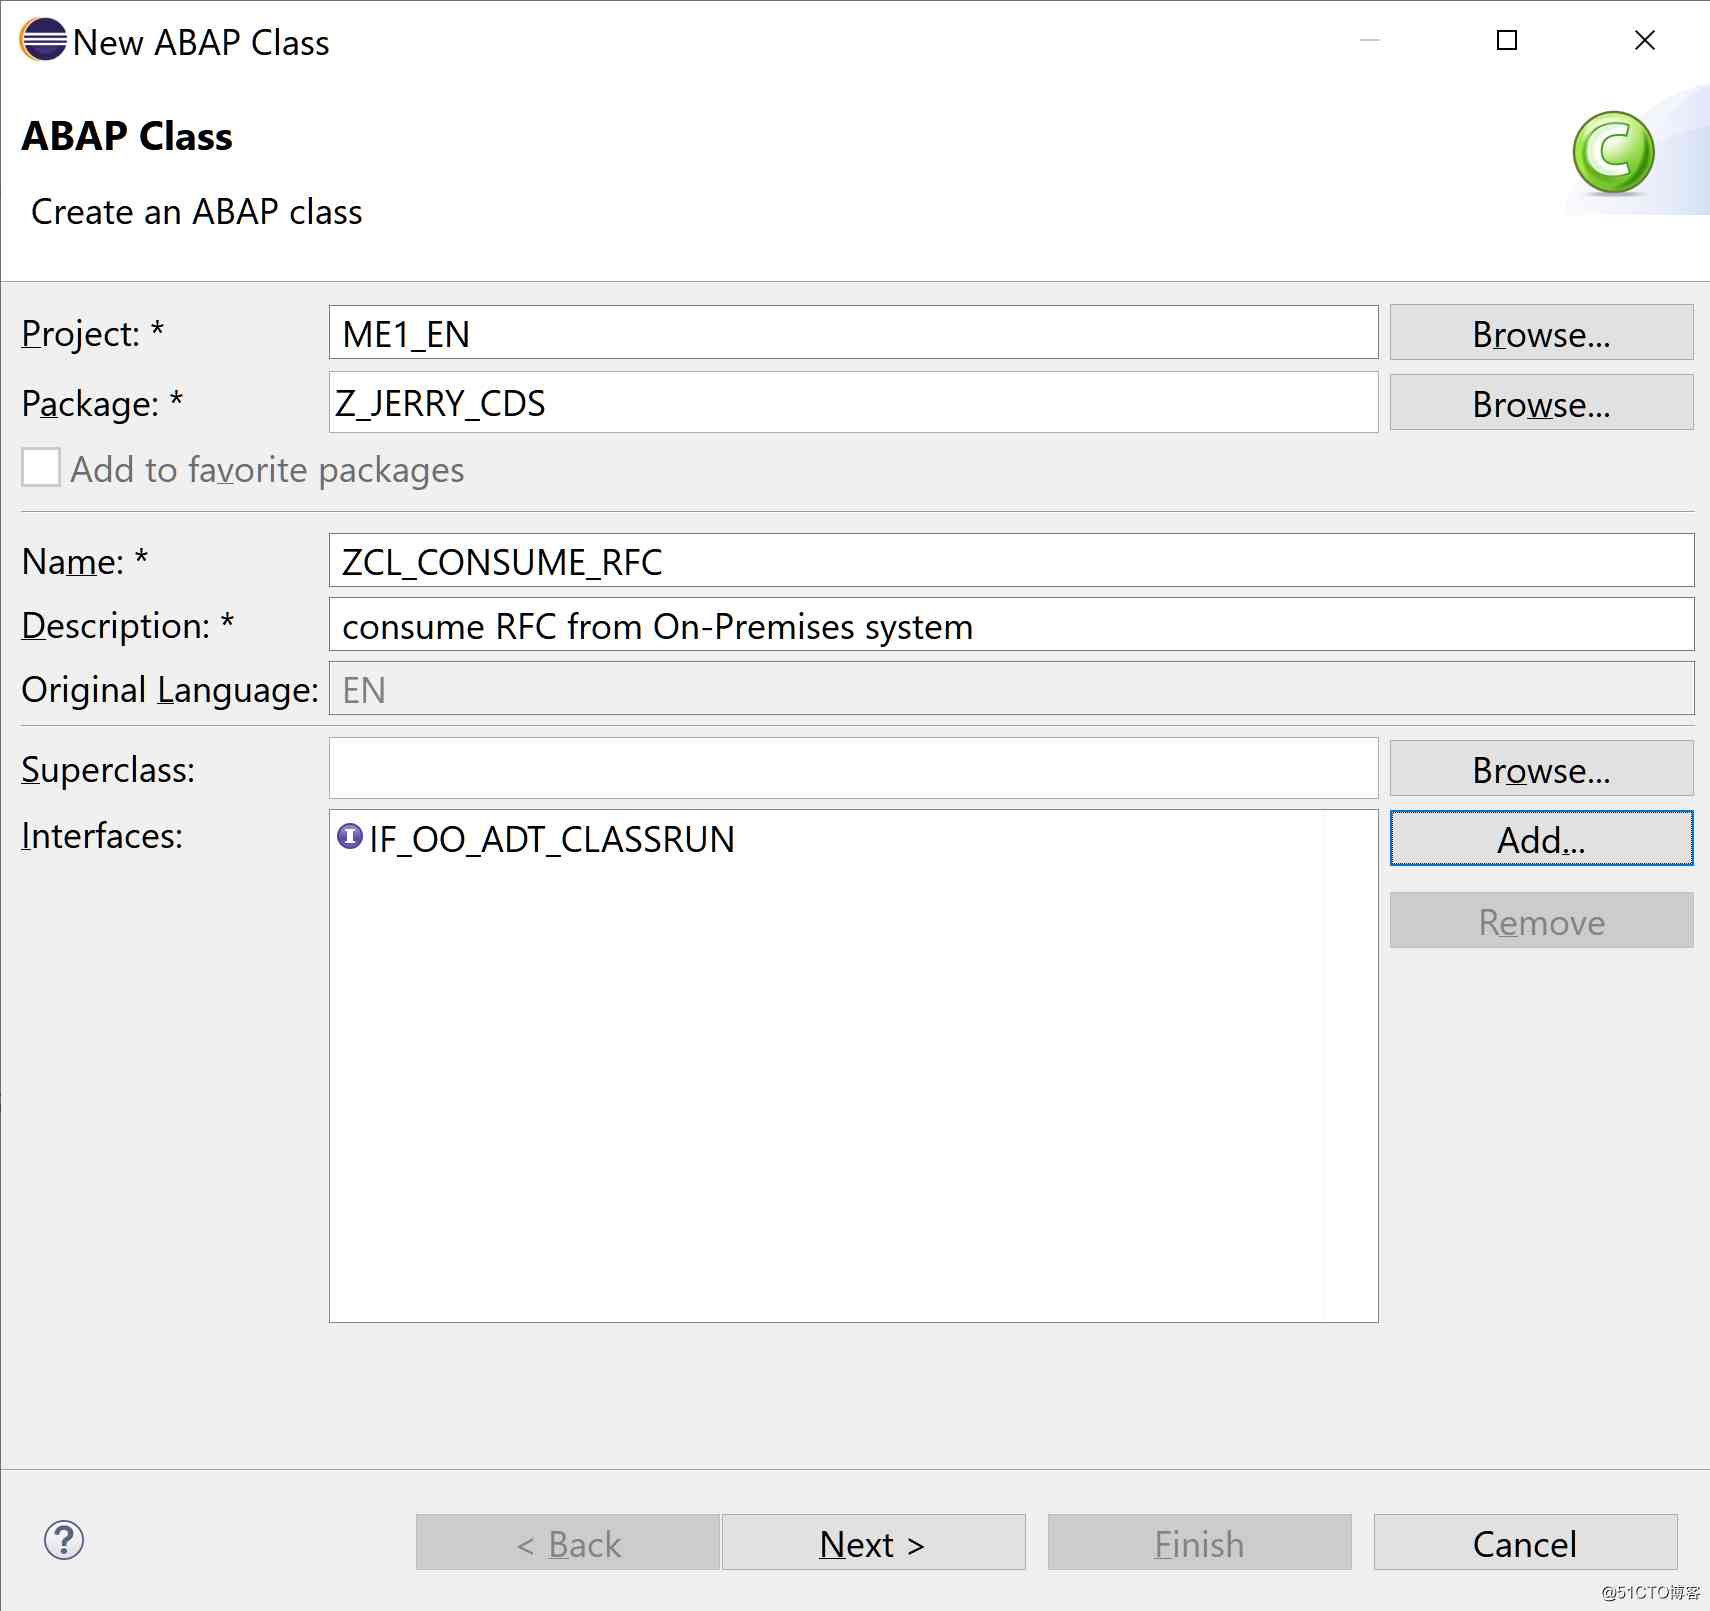 New ABAP Class
ABAP Class
Create an ABAP class
Project: * ME1_EN Browse...
Package: * Z_JERRY_CDS Browse...
Add to favorite packages
Name: * ZCL_CONSUME_RFC
Description: * consume RFC from On-Premises system
Original Language: EN
Superclass: Browse...
Interfaces: IF_OO_ADT_CLASSRUN Add...
Remove
< Back Next > Finish Cancel
@51CTO博客